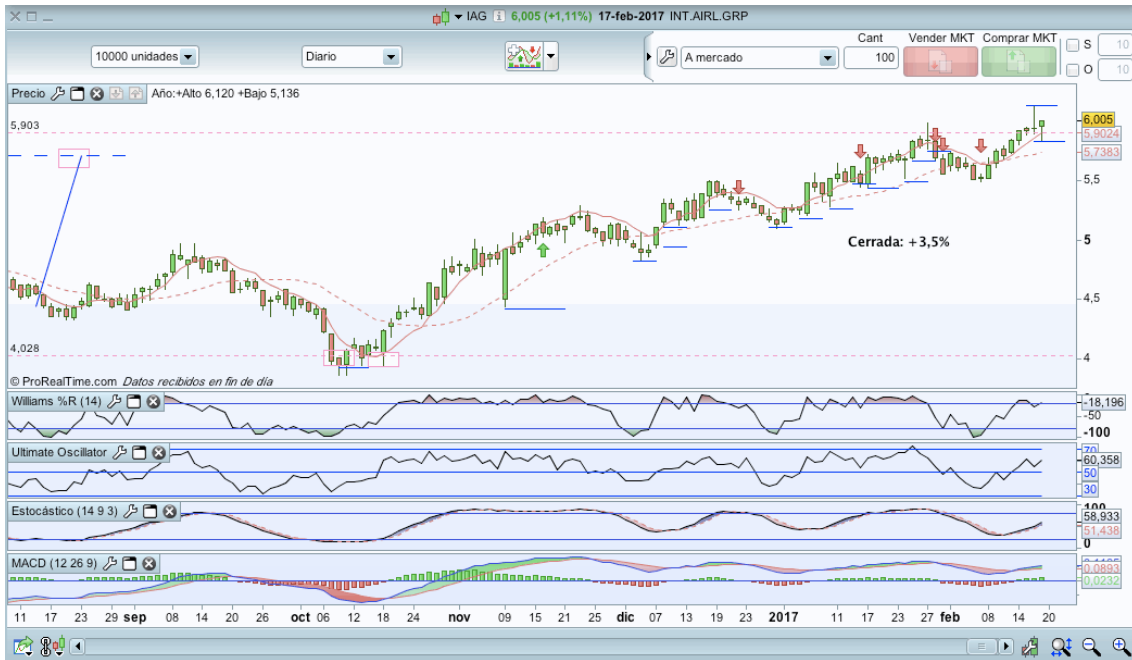 IAG 6,005 (+1,11%) 17-feb-2017 INT.AIRL.GRP
10000 unidades
Diario
A mercado
Cant
100
Vender MKT
Comprar MKT
S 10
O 10
Precio Año:+Alto 6,120 +Bajo 5,136
5,903
4,028
6,005
5,9024
5,7383
5,5
5
4,5
4
Cerrada: +3,5%
© ProRealTime.com Datos recibidos en fin de día
Williams %R (14)
-18,196
-50
-100
Ultimate Oscillator
70
60,358
50
30
Estocástico (14 9 3)
100
58,933
51,438
0
MACD (12 26 9)
0,0893
0,0232
11 17 23 29 sep 08 14 20 26 oct 06 12 18 24 nov 09 15 21 25 dic 07 13 19 23 2017 11 17 23 27 feb 08 14 20